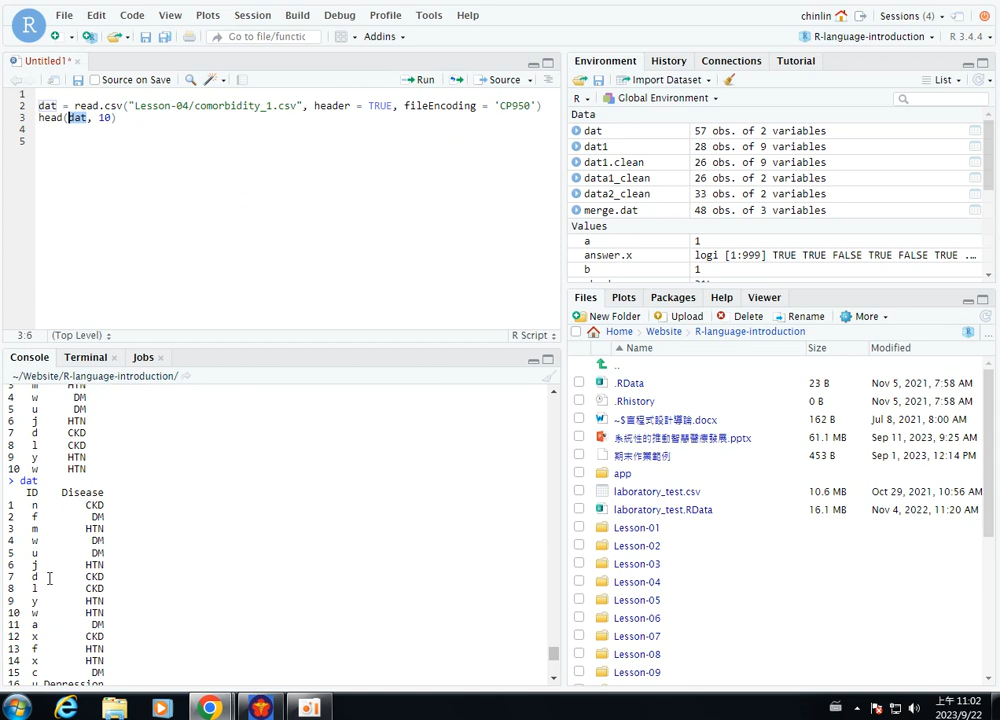 File Edit Code View Plots Session Build Debug Profile Tools Help
chinlin Sessions (4)
Go to file/functic Addins
R-language-introduction R 3.4.4
Untitled1* ×
Source on Save Run Source
1
2 dat = read.csv("Lesson-04/comorbidity_1.csv", header = TRUE, fileEncoding = 'CP950')
3 head(dat, 10)
4
5
3:6 (Top Level) R Script
Console Terminal × Jobs ×
~/Website/R-language-introduction/
3 m HTN
4 w DM
5 u DM
6 j HTN
7 d CKD
8 l CKD
9 y HTN
10 w HTN
> dat
ID Disease
1 n CKD
2 f DM
3 m HTN
4 w DM
5 u DM
6 j HTN
7 d CKD
8 l CKD
9 y HTN
10 w HTN
11 a DM
12 x CKD
13 f HTN
14 x HTN
15 c DM
16 u Depression
Environment History Connections Tutorial
Import Dataset List
R Global Environment
Data
dat 57 obs. of 2 variables
dat1 28 obs. of 9 variables
dat1.clean 26 obs. of 9 variables
data1_clean 26 obs. of 2 variables
data2_clean 33 obs. of 2 variables
merge.dat 48 obs. of 3 variables
Values
a 1
answer.x logi [1:999] TRUE TRUE FALSE TRUE FALSE TRUE ...
b 1
Files Plots Packages Help Viewer
New Folder Upload Delete Rename More
Home Website R-language-introduction R ...
Name Size Modified
..
.RData 23 B Nov 5, 2021, 7:58 AM
.Rhistory 0 B Nov 5, 2021, 7:58 AM
~$言程式設計導論.docx 162 B Jul 8, 2021, 8:00 AM
系統性的推動智慧醫療發展.pptx 61.1 MB Sep 11, 2023, 9:25 AM
期末作業範例 453 B Sep 1, 2023, 12:14 PM
app
laboratory_test.csv 10.6 MB Oct 29, 2021, 10:56 AM
laboratory_test.RData 16.1 MB Nov 4, 2022, 11:20 AM
Lesson-01
Lesson-02
Lesson-03
Lesson-04
Lesson-05
Lesson-06
Lesson-07
Lesson-08
Lesson-09
上午 11:02
2023/9/22